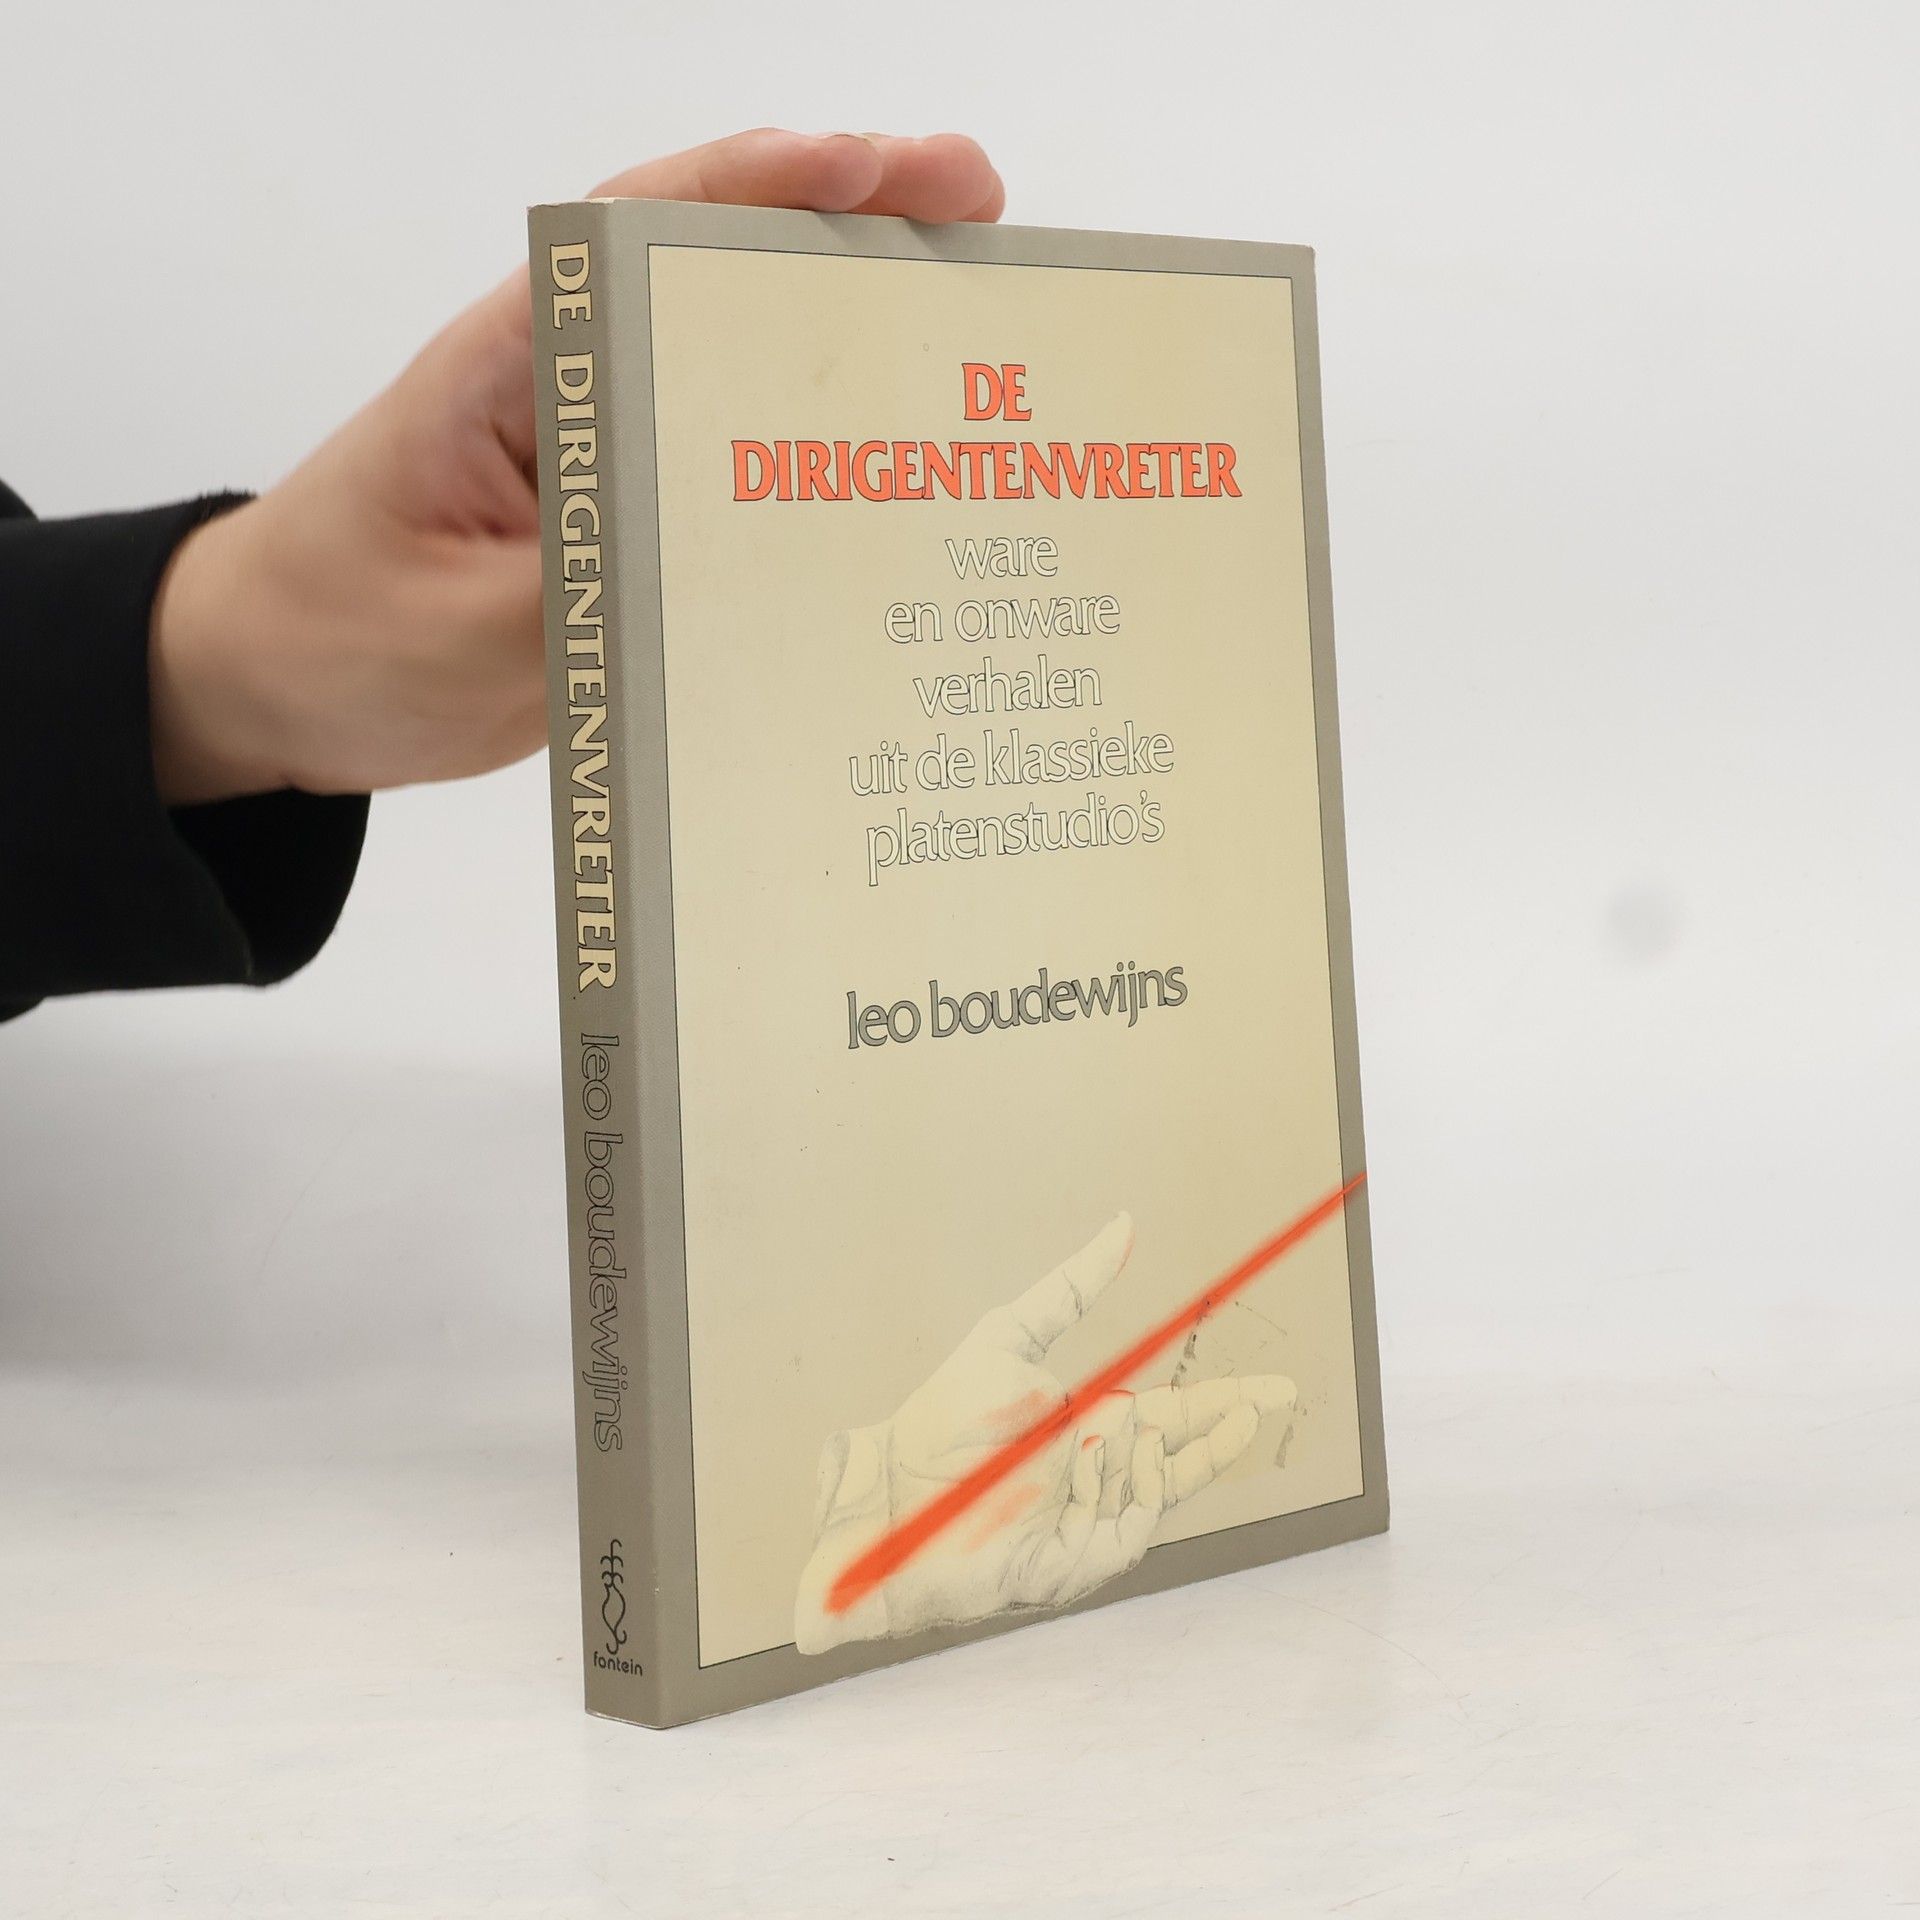 DE DIRIGENTENVRETER leo boudewijns
fontein
DE
DIRIGENTENVRETER
ware
en onware
verhalen
uit de klassieke
platenstudio's
leo boudewijns